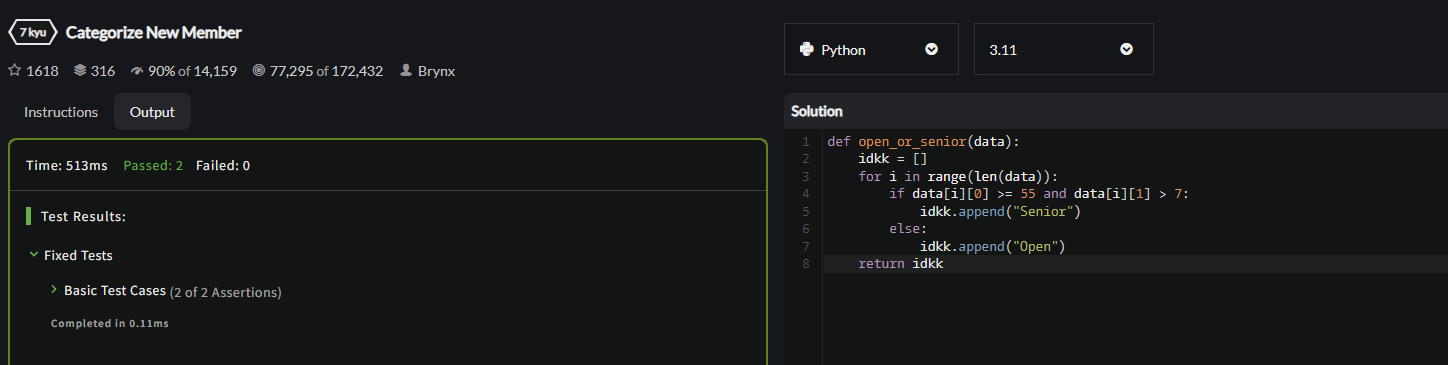 7 kyu Categorize New Member
1618 316 90% of 14,159 77,295 of 172,432 Brynx
Instructions Output
Time: 513ms Passed: 2 Failed: 0
Test Results:
Fixed Tests
Basic Test Cases (2 of 2 Assertions)
Completed in 0.11ms
Python 3.11
Solution
1 def open_or_senior(data):
2     idkk = []
3     for i in range(len(data)):
4         if data[i][0] >= 55 and data[i][1] > 7:
5             idkk.append("Senior")
6         else:
7             idkk.append("Open")
8     return idkk